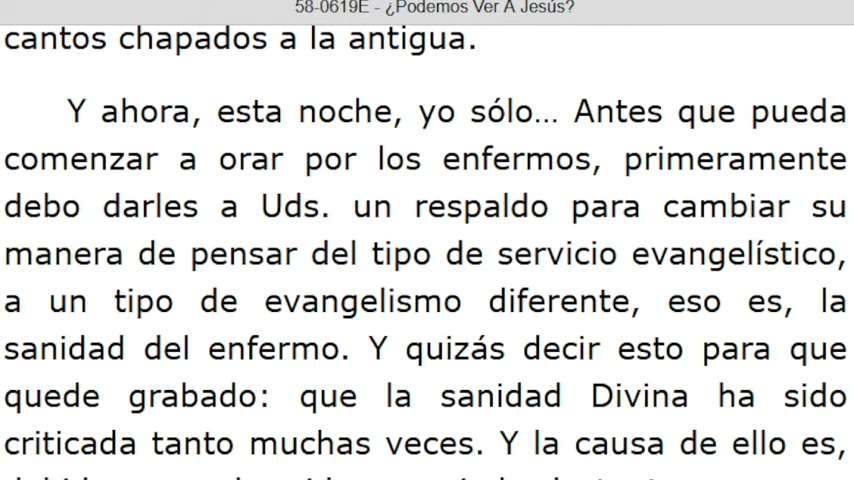 58-0619E - ¿Podemos Ver A Jesús?
cantos chapados a la antigua.
Y ahora, esta noche, yo sólo... Antes que pueda
comenzar a orar por los enfermos, primeramente
debo darles a Uds. un respaldo para cambiar su
manera de pensar del tipo de servicio evangelístico,
a un tipo de evangelismo diferente, eso es, la
sanidad del enfermo. Y quizás decir esto para que
quede grabado: que la sanidad Divina ha sido
criticada tanto muchas veces. Y la causa de ello es,